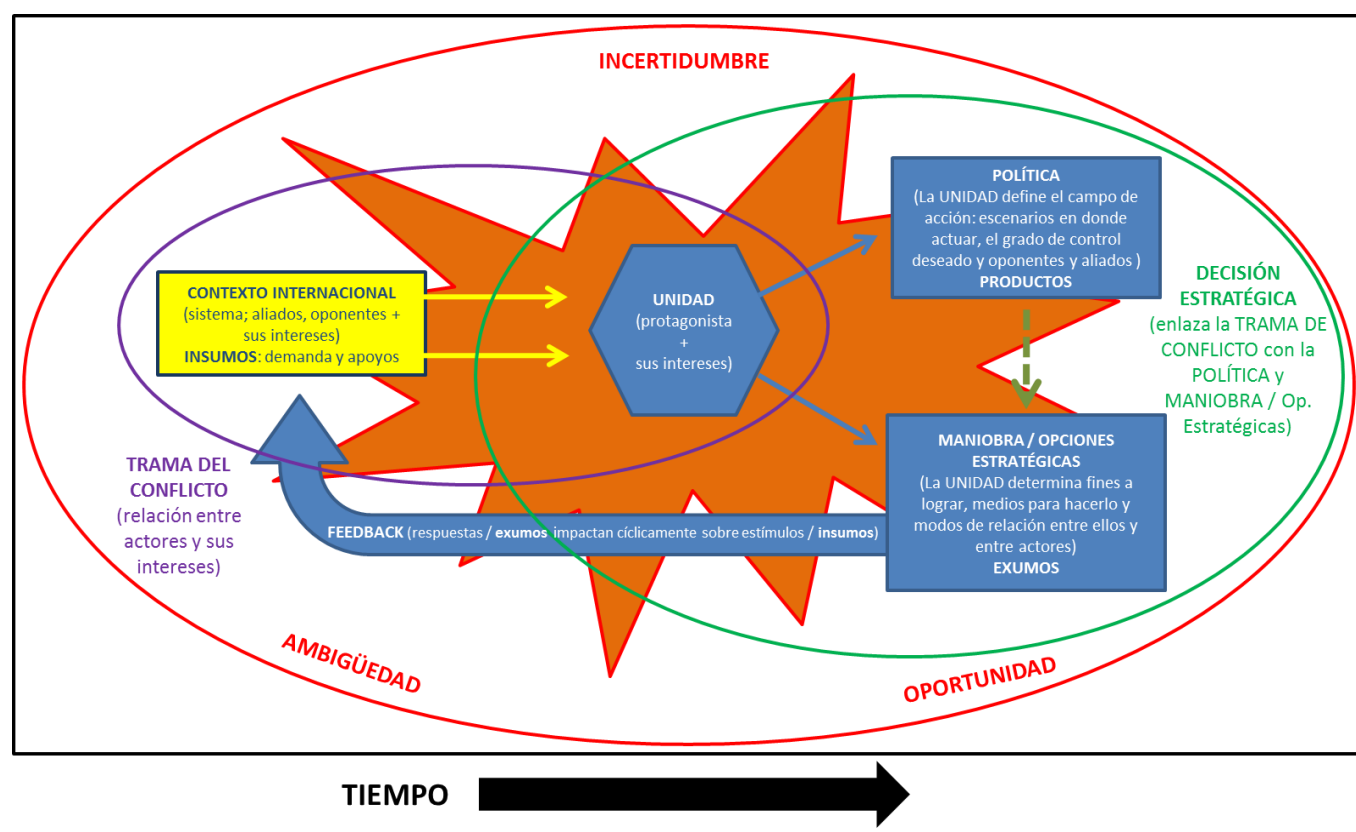 INCERTIDUMBRE
POLÍTICA
(La UNIDAD define el campo de
acción: escenarios en donde
actuar, el grado de control
deseado y oponentes y aliados )
PRODUCTOS
CONTEXTO INTERNACIONAL
(sistema; aliados, oponentes +
sus intereses)
INSUMOS: demanda y apoyos
UNIDAD
(protagonista
+
sus intereses)
DECISIÓN
ESTRATÉGICA
(enlaza la TRAMA DE
CONFLICTO con la
POLÍTICA y
MANIOBRA / Op.
Estratégicas)
MANIOBRA / OPCIONES
ESTRATÉGICAS
(La UNIDAD determina fines a
lograr, medios para hacerlo y
modos de relación entre ellos y
entre actores)
EXUMOS
TRAMA DEL
CONFLICTO
(relación entre
actores y sus
intereses)
FEEDBACK (respuestas / exumos impactan cíclicamente sobre estímulos / insumos)
AMBIGÜEDAD
OPORTUNIDAD
TIEMPO